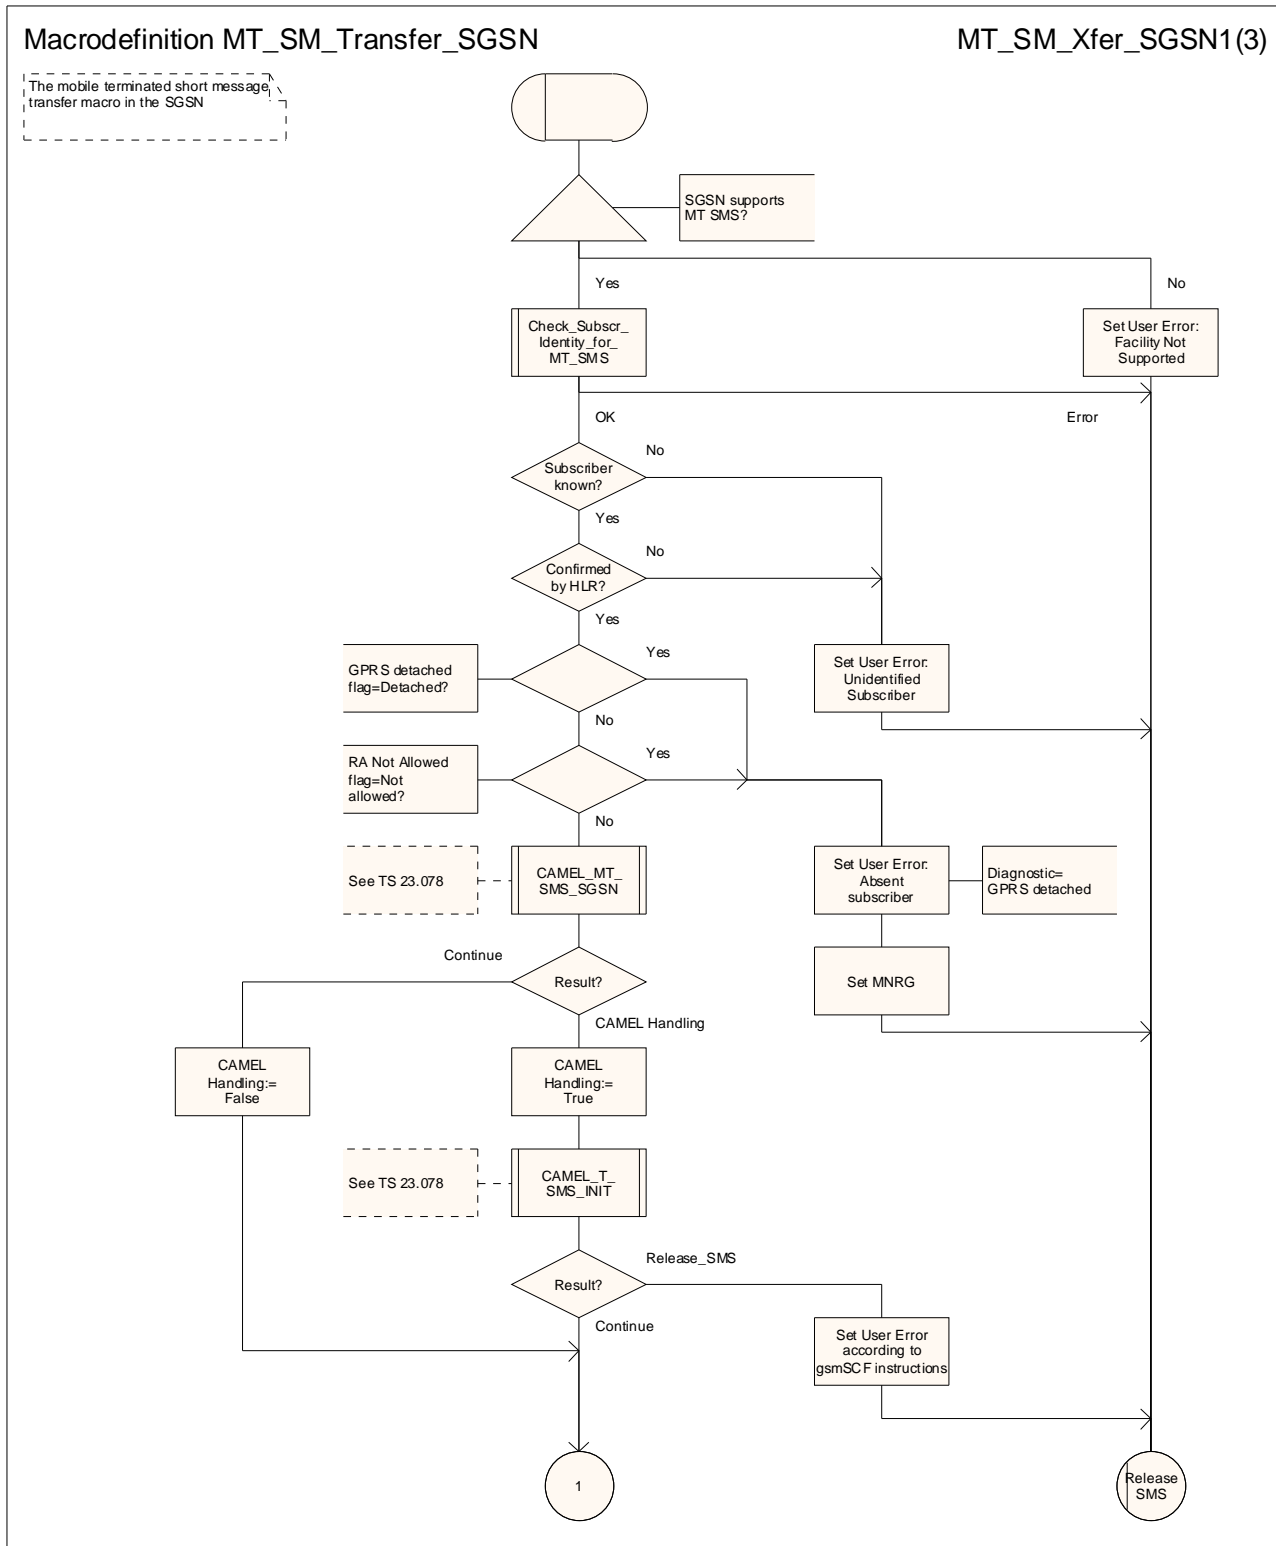 Macrodefinition MT_SM_Transfer_SGSN
MT_SM_Xfer_SGSN1(3)
The mobile terminated short message
transfer macro in the SGSN
SGSN supports
MT SMS?
Yes
No
Check_Subscr_
Identity_for_
MT_SMS
Set User Error:
Facility Not
Supported
OK
Error
Subscriber
known?
No
Yes
Confirmed
by HLR?
No
Yes
GPRS detached
flag=Detached?
Yes
Set User Error:
Unidentified
Subscriber
No
RA Not Allowed
flag=Not
allowed?
Yes
No
See TS 23.078
CAMEL_MT_
SMS_SGSN
Set User Error:
Absent
subscriber
Diagnostic=
GPRS detached
Continue
Result?
Set MNRG
CAMEL Handling
CAMEL
Handling:=
False
CAMEL
Handling:=
True
See TS 23.078
CAMEL_T_
SMS_INIT
Result?
Release_SMS
Continue
Set User Error
according to
gsmSCF instructions
1
Release
SMS